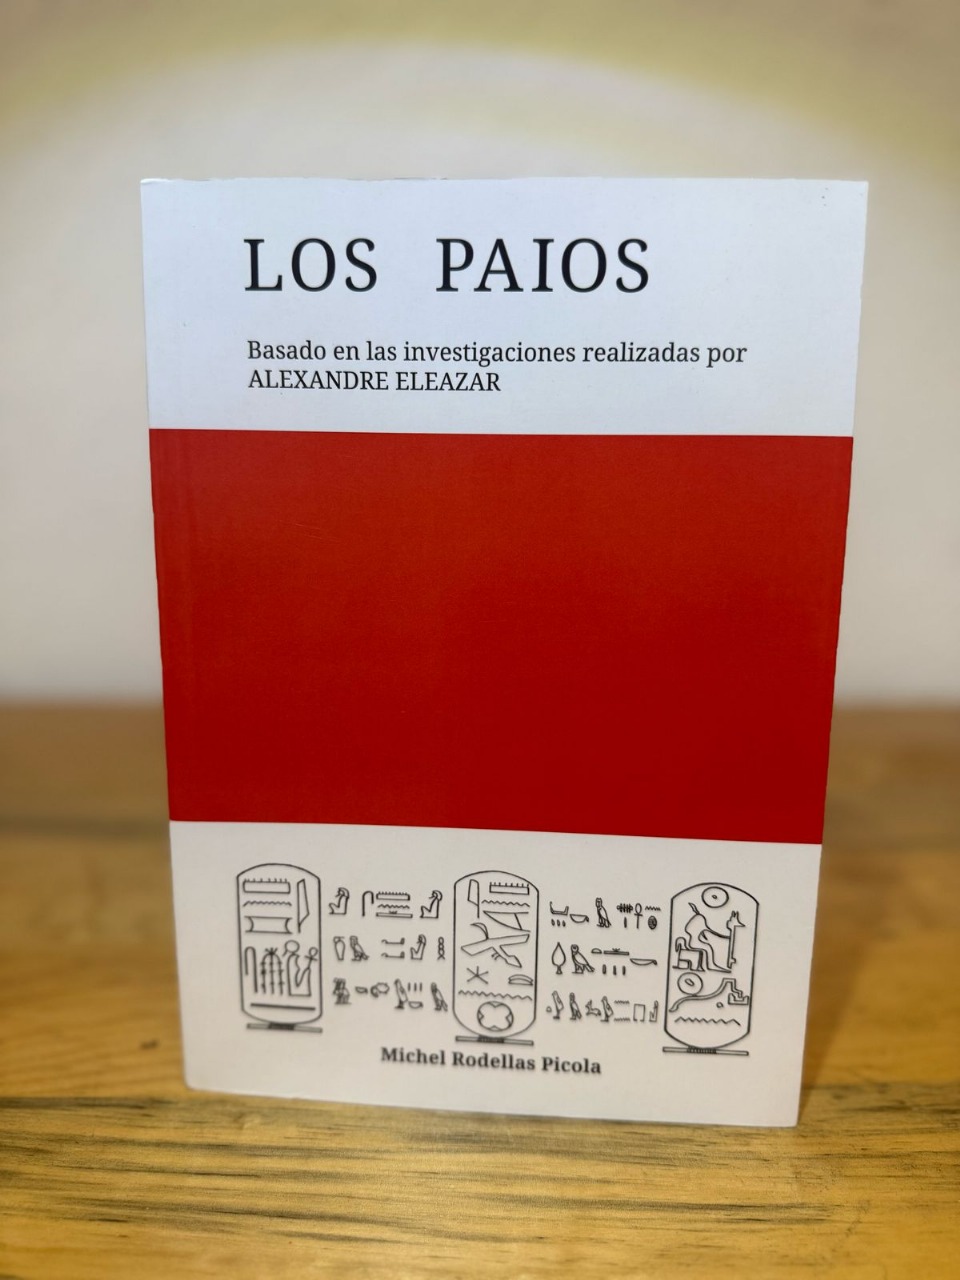 LOS PAIOS
Basado en las investigaciones realizadas por
ALEXANDRE ELEAZAR
Michel Rodellas Picola